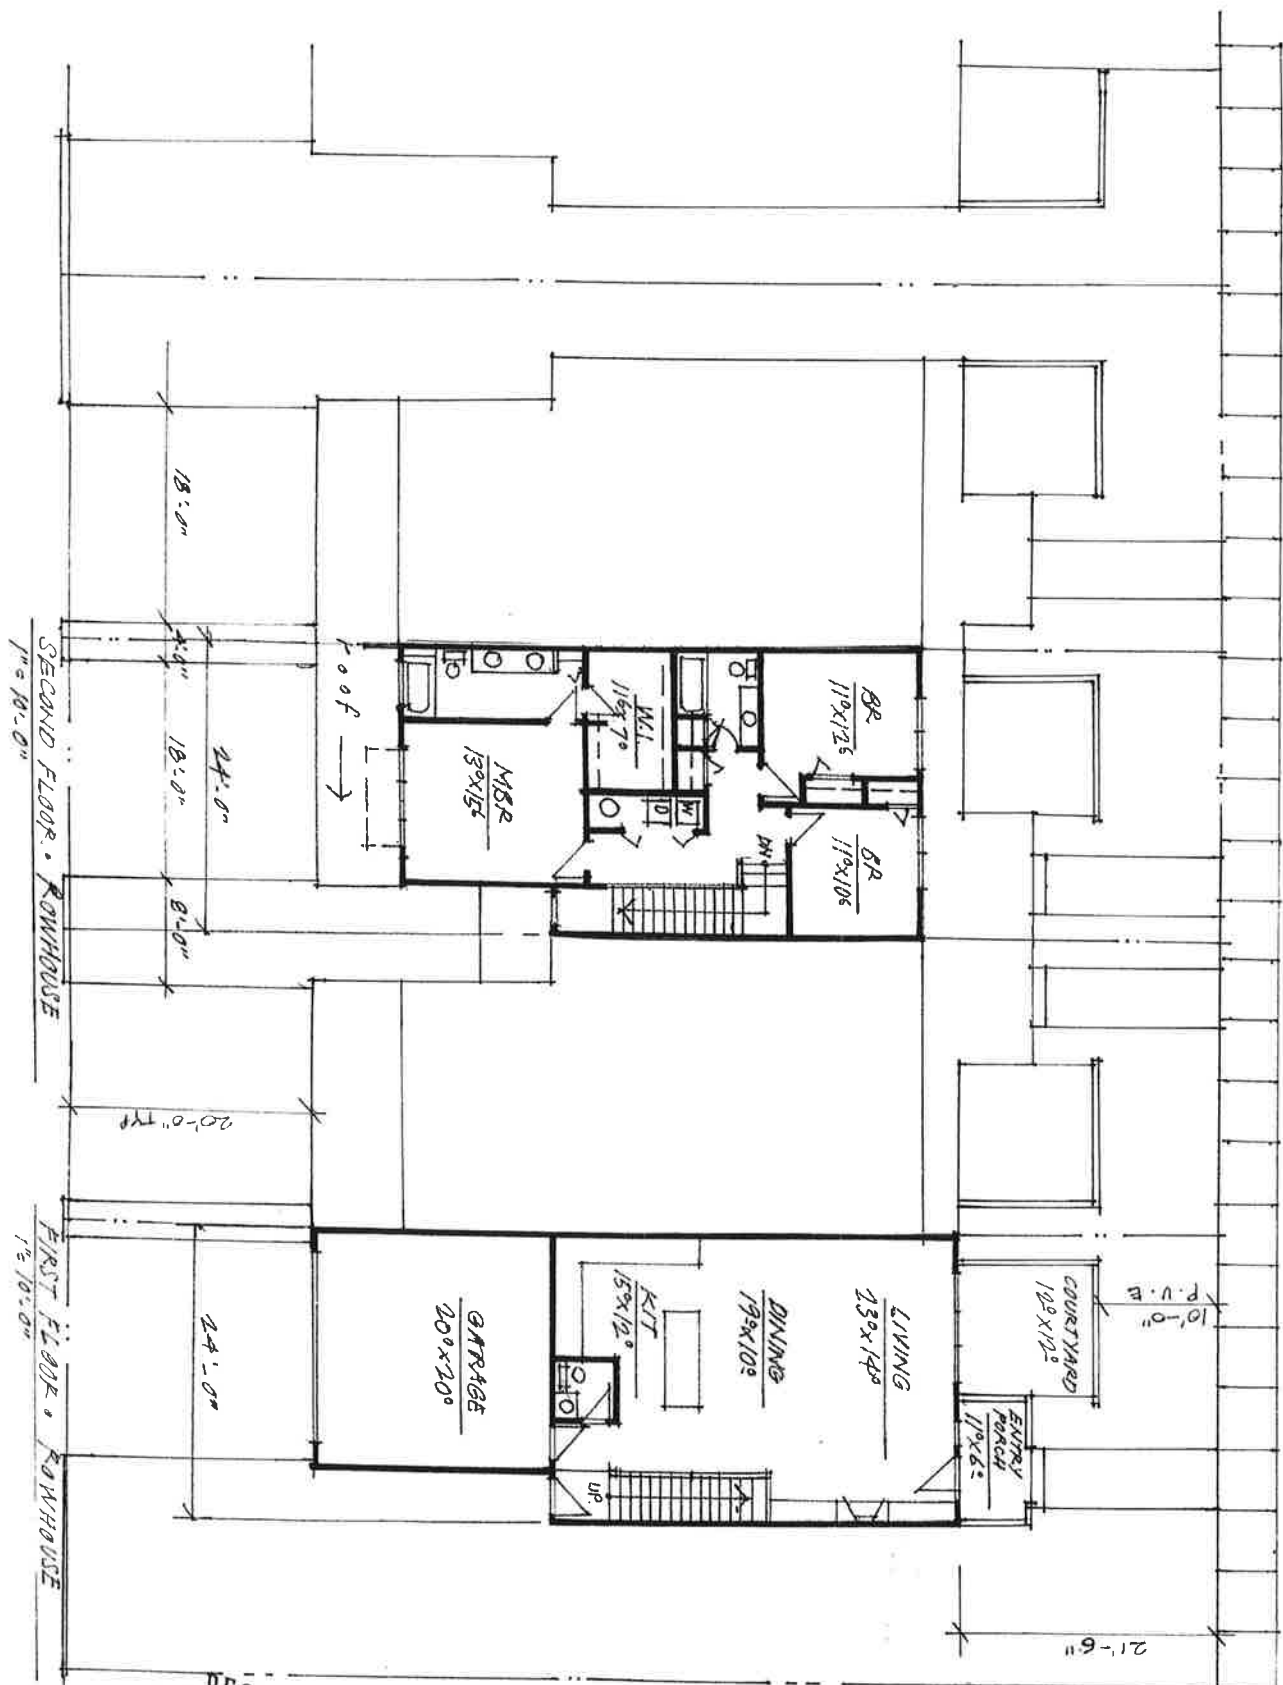 SECOND FLOOR • ROWHOUSE
1" = 10'-0"
FIRST FLOOR • ROWHOUSE
1" = 10'-0"
18'-0"
4'-0"
18'-0"
8'-0"
24'-0"
20'-0" TYP
24'-0"
roof
MBR
13⁰X15⁶
W.I.
11⁶X7⁰
BR
11⁰X12⁶
BR
11⁰X10⁶
D
W
DN
GARAGE
20⁰X20⁰
KIT
15⁰X12⁰
DINING
19⁰X10⁰
LIVING
23⁰X14⁰
UP.
COURTYARD
12⁰X12⁰
ENTRY
PORCH
11⁰X6⁰
10'-0"
P.U.E
21'-6"